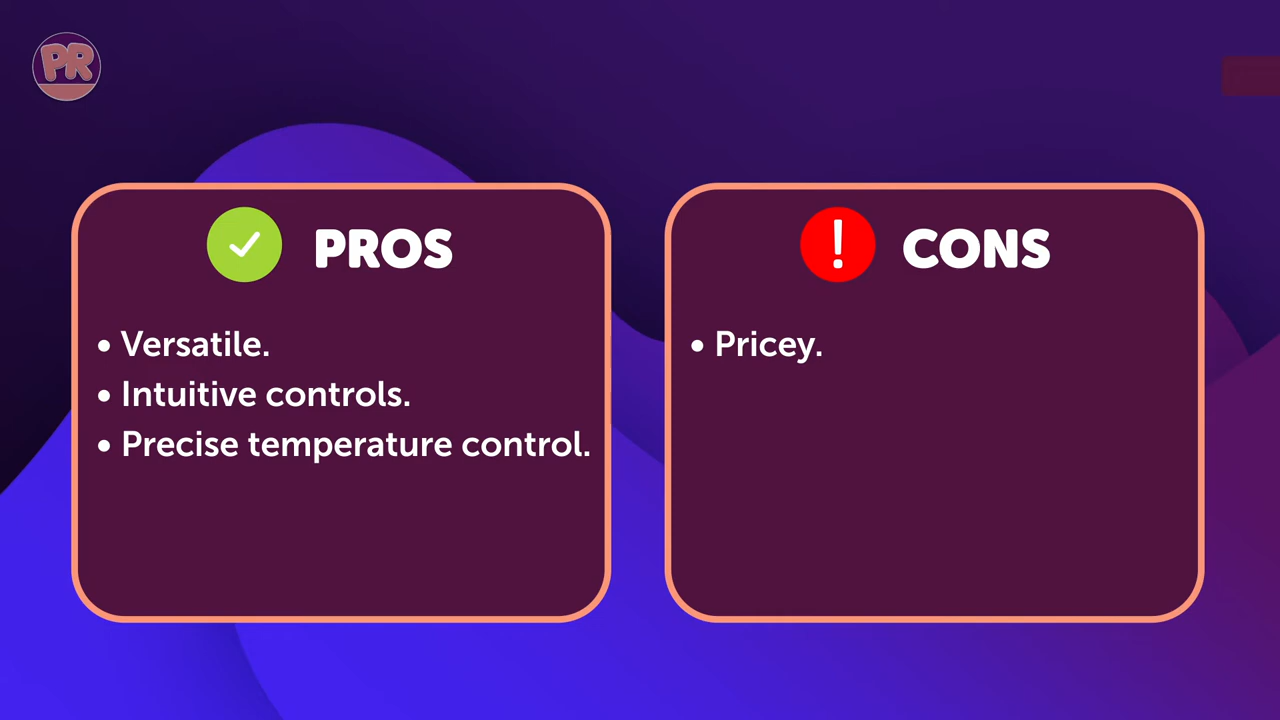 PR
PROS
• Versatile.
• Intuitive controls.
• Precise temperature control.
CONS
• Pricey.